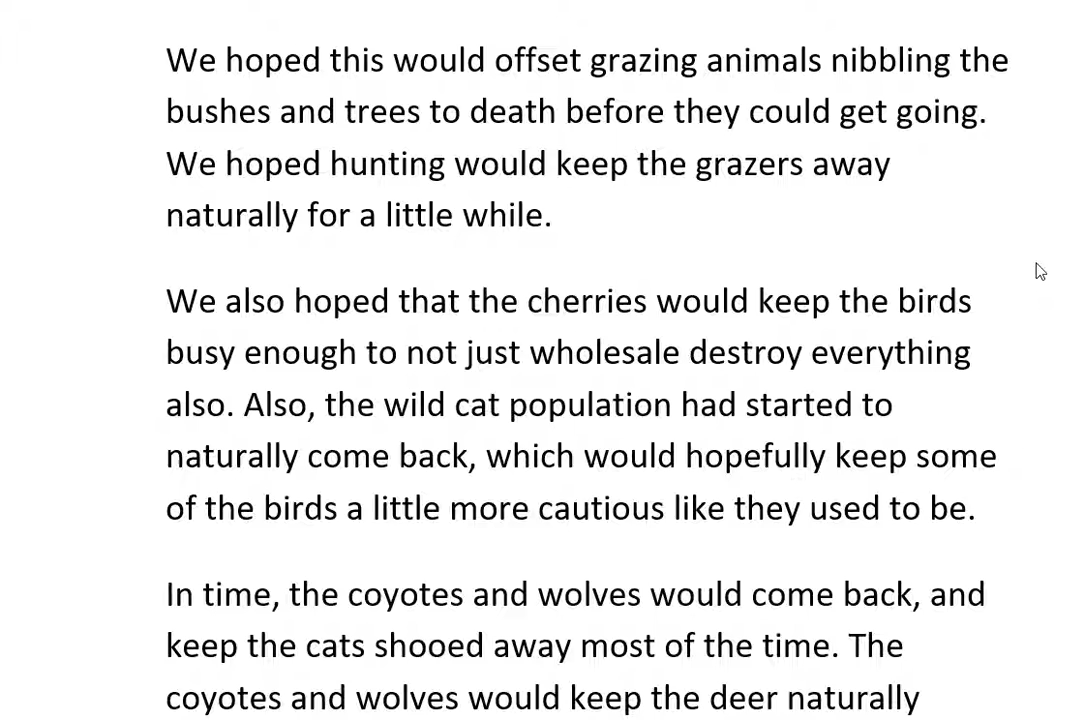 We hoped this would offset grazing animals nibbling the
bushes and trees to death before they could get going.
We hoped hunting would keep the grazers away
naturally for a little while.
We also hoped that the cherries would keep the birds
busy enough to not just wholesale destroy everything
also. Also, the wild cat population had started to
naturally come back, which would hopefully keep some
of the birds a little more cautious like they used to be.
In time, the coyotes and wolves would come back, and
keep the cats shooed away most of the time. The
coyotes and wolves would keep the deer naturally